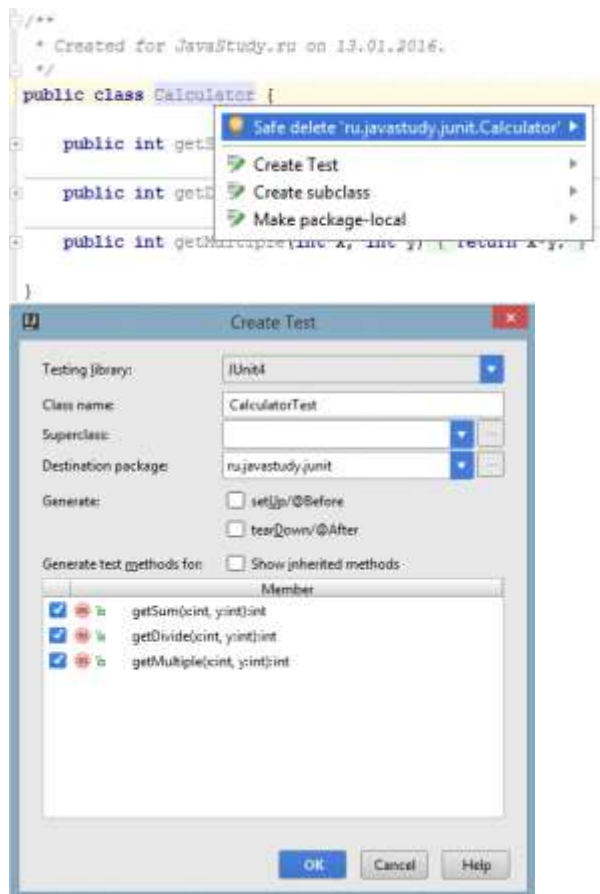 /**
* Created for JavaStudy.ru on 13.01.2016.
*/
public class Calculator {
Safe delete 'ru.javastudy.junit.Calculator'
public int getS
Create Test
public int getD
Create subclass
Make package-local
public int getMultiple(int x, int y) { return x*y; }
}
Create Test
Testing library: JUnit4
Class name: CalculatorTest
Superclass:
Destination package: ru.javastudy.junit
Generate: setUp/@Before
tearDown/@After
Generate test methods for: Show inherited methods
Member
getSum(x:int, y:int):int
getDivide(x:int, y:int):int
getMultiple(x:int, y:int):int
OK Cancel Help